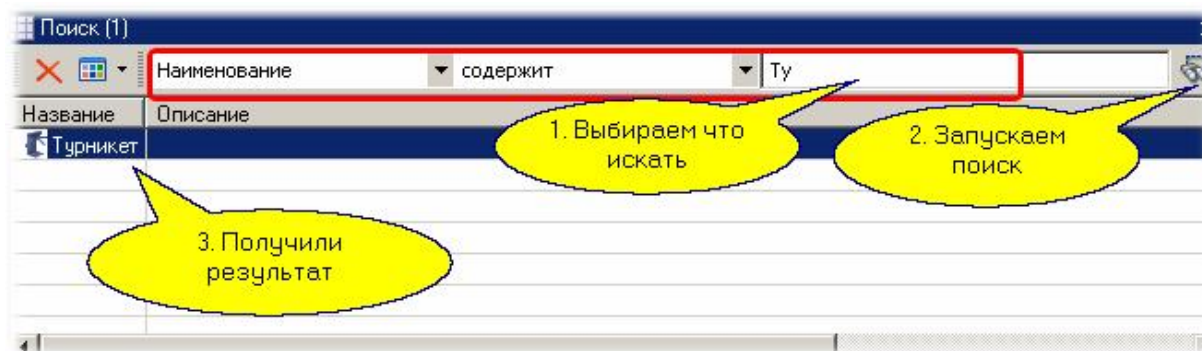 Поиск (1)
Наименование содержит Ту
Название Описание
1. Выбираем что
искать
2. Запускаем
поиск
Турникет
3. Получили
результат